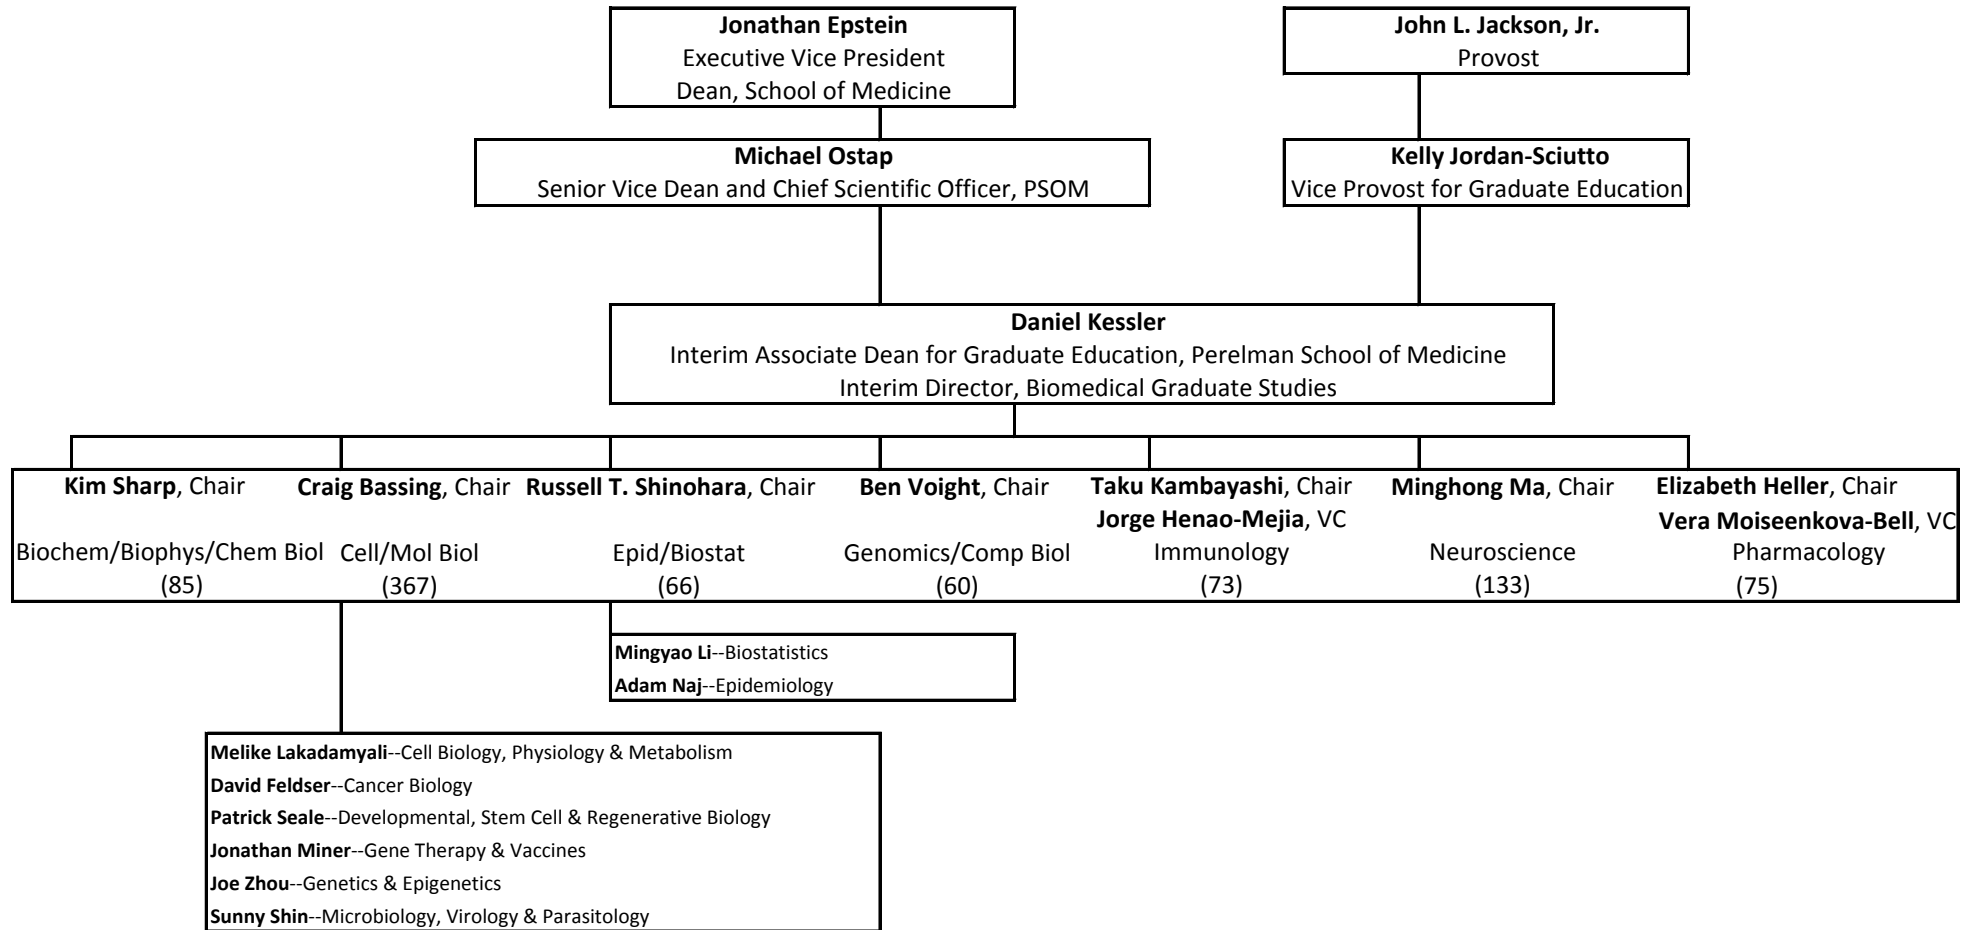 Jonathan Epstein
Executive Vice President
Dean, School of Medicine
John L. Jackson, Jr.
Provost
Michael Ostap
Senior Vice Dean and Chief Scientific Officer, PSOM
Kelly Jordan-Sciutto
Vice Provost for Graduate Education
Daniel Kessler
Interim Associate Dean for Graduate Education, Perelman School of Medicine
Interim Director, Biomedical Graduate Studies
Kim Sharp, Chair
Biochem/Biophys/Chem Biol
(85)
Craig Bassing, Chair
Cell/Mol Biol
(367)
Russell T. Shinohara, Chair
Epid/Biostat
(66)
Ben Voight, Chair
Genomics/Comp Biol
(60)
Taku Kambayashi, Chair
Jorge Henao-Mejia, VC
Immunology
(73)
Minghong Ma, Chair
Neuroscience
(133)
Elizabeth Heller, Chair
Vera Moiseenkova-Bell, VC
Pharmacology
(75)
Mingyao Li--Biostatistics
Adam Naj--Epidemiology
Melike Lakadamyali--Cell Biology, Physiology & Metabolism
David Feldser--Cancer Biology
Patrick Seale--Developmental, Stem Cell & Regenerative Biology
Jonathan Miner--Gene Therapy & Vaccines
Joe Zhou--Genetics & Epigenetics
Sunny Shin--Microbiology, Virology & Parasitology